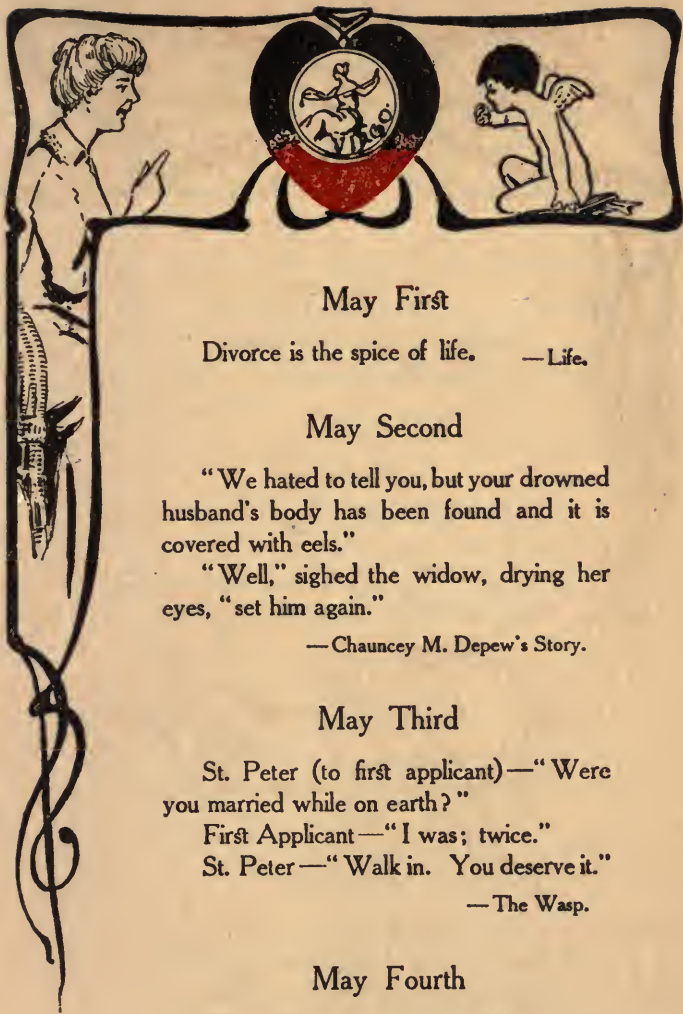 VIRGO.
May First
Divorce is the spice of life. —Life.
May Second
"We hated to tell you, but your drowned
husband's body has been found and it is
covered with eels."
"Well," sighed the widow, drying her
eyes, "set him again."
—Chauncey M. Depew's Story.
May Third
St. Peter (to first applicant)—"Were
you married while on earth?"
First Applicant—"I was; twice."
St. Peter—"Walk in. You deserve it."
—The Wasp.
May Fourth